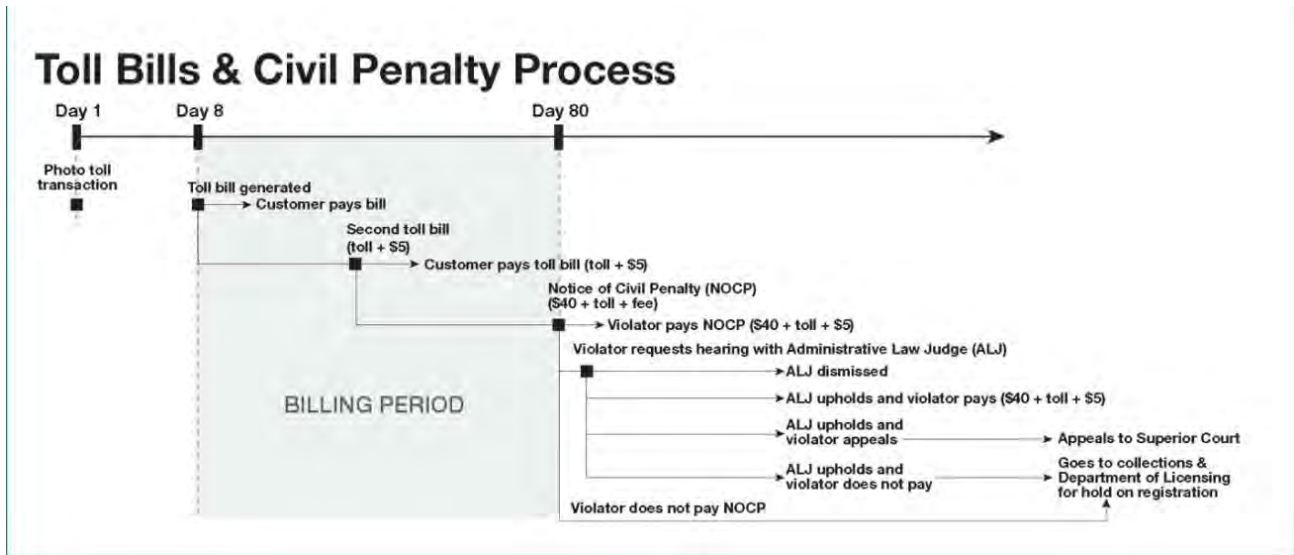 Toll Bills & Civil Penalty Process
Day 1
Day 8
Day 80
Photo toll
transaction
Toll bill generated
Customer pays bill
Second toll bill
(toll + $5)
Customer pays toll bill (toll + $5)
Notice of Civil Penalty (NOCP)
($40 + toll + fee)
Violator pays NOCP ($40 + toll + $5)
Violator requests hearing with Administrative Law Judge (ALJ)
ALJ dismissed
BILLING PERIOD
ALJ upholds and violator pays ($40 + toll + $5)
ALJ upholds and
violator appeals
Appeals to Superior Court
ALJ upholds and
violator does not pay
Goes to collections &
Department of Licensing
for hold on registration
Violator does not pay NOCP